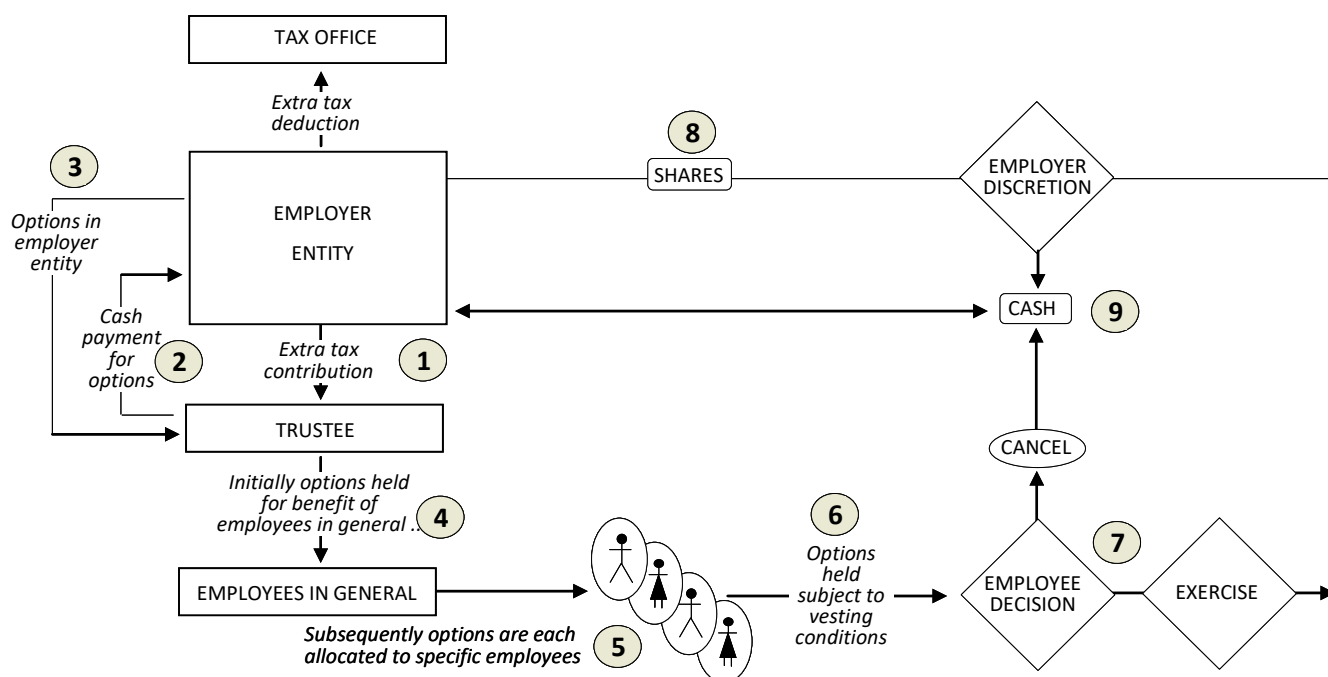 TAX OFFICE
Extra tax
deduction
8
3
SHARES
EMPLOYER
DISCRETION
EMPLOYER
ENTITY
Options in
employer
entity
CASH
9
Cash
payment
for
options
2
Extra tax
contribution
1
TRUSTEE
CANCEL
Initially options held
for benefit of
employees in general ..
4
6
Options
held
subject to
vesting
conditions
7
EMPLOYEES IN GENERAL
EMPLOYEE
DECISION
EXERCISE
Subsequently options are each
allocated to specific employees
5